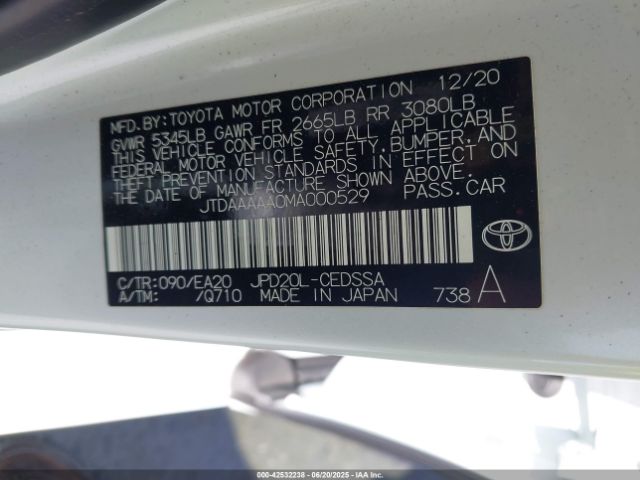 MFD.BY:TOYOTA MOTOR CORPORATION 12/20
GVWR 5345LB GAWR FR 2665LB RR 3080LB
THIS VEHICLE CONFORMS TO ALL APPLICABLE
FEDERAL MOTOR VEHICLE SAFETY,BUMPER,AND
THEFT PREVENTION STANDARDS IN EFFECT ON
THE DATE OF MANUFACTURE SHOWN ABOVE.
JTDAAAAA0MA000529 PASS.CAR
C/TR:090/EA20 JPD20L-CEDSSA
A/TM: /Q710 MADE IN JAPAN 738 A
000-42532238 - 06/20/2025 - IAAI.COM